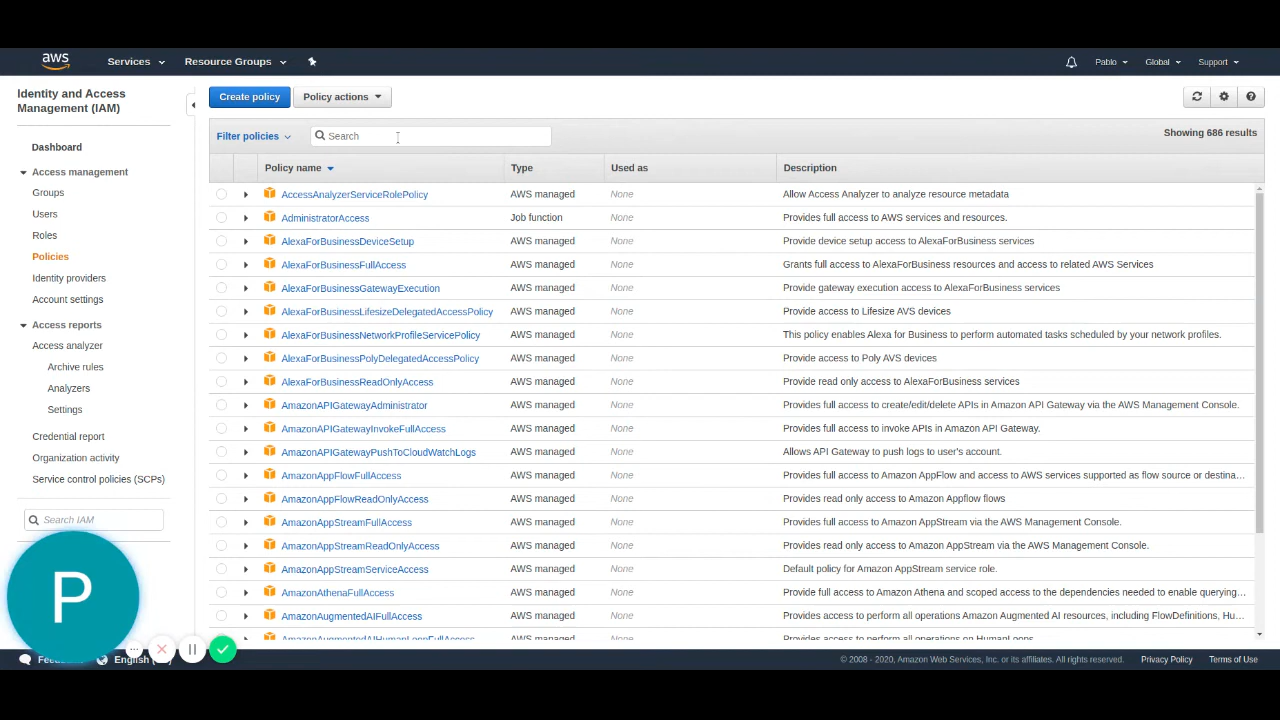 aws
Services
Resource Groups
Pablo
Global
Support
Identity and Access
Management (IAM)
Dashboard
Access management
Groups
Users
Roles
Policies
Identity providers
Account settings
Access reports
Access analyzer
Archive rules
Analyzers
Settings
Credential report
Organization activity
Service control policies (SCPs)
Search IAM
P
Create policy
Policy actions
Filter policies
Search
Showing 686 results
Policy name Type Used as Description
AccessAnalyzerServiceRolePolicy AWS managed None Allow Access Analyzer to analyze resource metadata
AdministratorAccess Job function None Provides full access to AWS services and resources.
AlexaForBusinessDeviceSetup AWS managed None Provide device setup access to AlexaForBusiness services
AlexaForBusinessFullAccess AWS managed None Grants full access to AlexaForBusiness resources and access to related AWS Services
AlexaForBusinessGatewayExecution AWS managed None Provide gateway execution access to AlexaForBusiness services
AlexaForBusinessLifesizeDelegatedAccessPolicy AWS managed None Provide access to Lifesize AVS devices
AlexaForBusinessNetworkProfileServicePolicy AWS managed None This policy enables Alexa for Business to perform automated tasks scheduled by your network profiles.
AlexaForBusinessPolyDelegatedAccessPolicy AWS managed None Provide access to Poly AVS devices
AlexaForBusinessReadOnlyAccess AWS managed None Provide read only access to AlexaForBusiness services
AmazonAPIGatewayAdministrator AWS managed None Provides full access to create/edit/delete APIs in Amazon API Gateway via the AWS Management Console.
AmazonAPIGatewayInvokeFullAccess AWS managed None Provides full access to invoke APIs in Amazon API Gateway.
AmazonAPIGatewayPushToCloudWatchLogs AWS managed None Allows API Gateway to push logs to user's account.
AmazonAppFlowFullAccess AWS managed None Provides full access to Amazon AppFlow and access to AWS services supported as flow source or destina...
AmazonAppFlowReadOnlyAccess AWS managed None Provides read only access to Amazon Appflow flows
AmazonAppStreamFullAccess AWS managed None Provides full access to Amazon AppStream via the AWS Management Console.
AmazonAppStreamReadOnlyAccess AWS managed None Provides read only access to Amazon AppStream via the AWS Management Console.
AmazonAppStreamServiceAccess AWS managed None Default policy for Amazon AppStream service role.
AmazonAthenaFullAccess AWS managed None Provide full access to Amazon Athena and scoped access to the dependencies needed to enable querying...
AmazonAugmentedAIFullAccess AWS managed None Provides access to perform all operations Amazon Augmented AI resources, including FlowDefinitions, Hu...
AmazonAugmentedAIHumanLoopFullAccess AWS managed None Provides access to perform all operations on HumanLoops.
English
© 2008 - 2020, Amazon Web Services, Inc. or its affiliates. All rights reserved.
Privacy Policy
Terms of Use